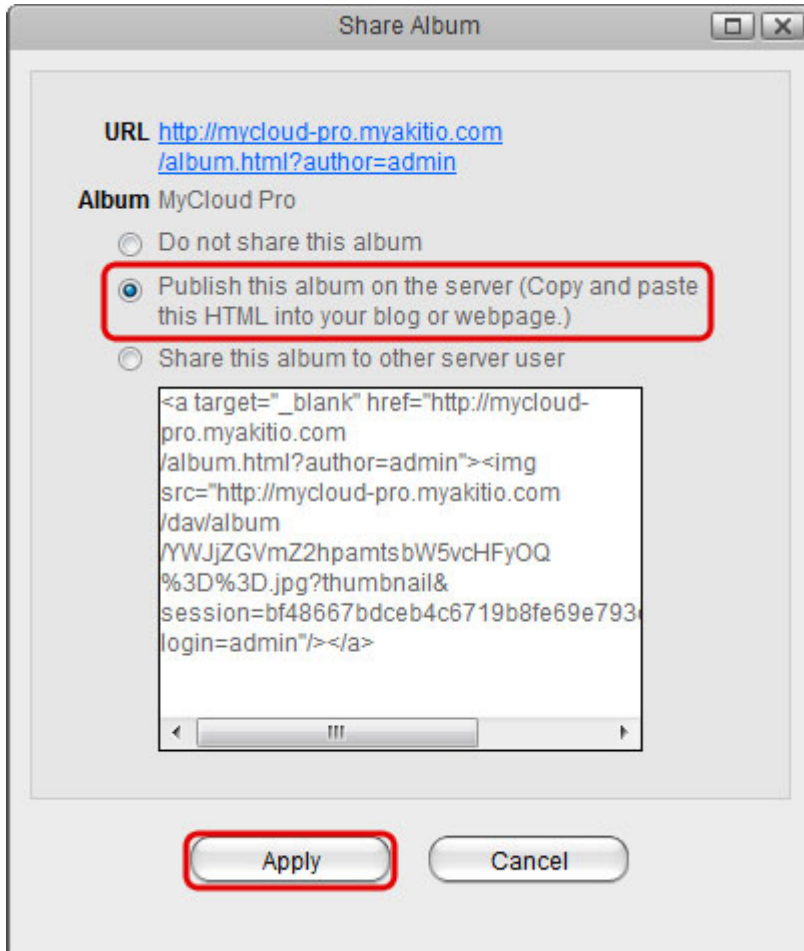 Share Album
URL http://mycloud-pro.myakitio.com
/album.html?author=admin
Album MyCloud Pro
Do not share this album
Publish this album on the server (Copy and paste
this HTML into your blog or webpage.)
Share this album to other server user
<a target="_blank" href="http://mycloud-
pro.myakitio.com
/album.html?author=admin"><img
src="http://mycloud-pro.myakitio.com
/dav/album
/YWJjZGVmZ2hpamtsbW5vcHFyOQ
%3D%3D.jpg?thumbnail&
session=bf48667bdceb4c6719b8fe69e793
login=admin"/></a>
Apply Cancel